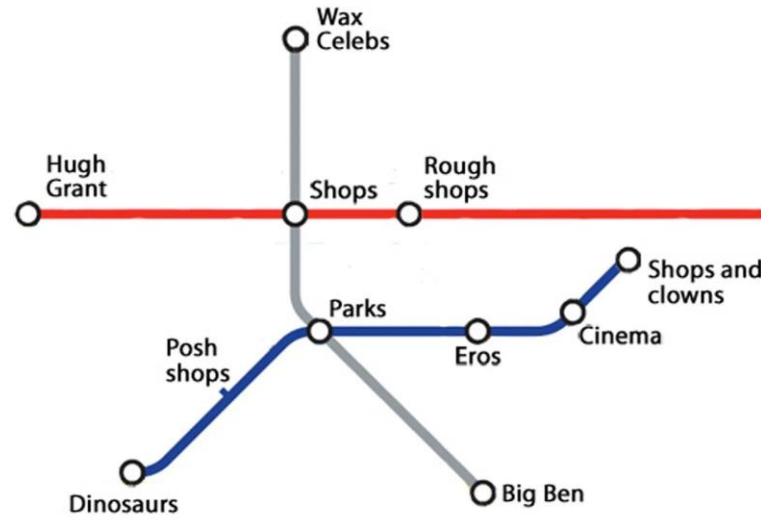 Wax
Celebs
Hugh
Grant
Shops
Rough
shops
Shops and
clowns
Parks
Cinema
Eros
Posh
shops
Dinosaurs
Big Ben